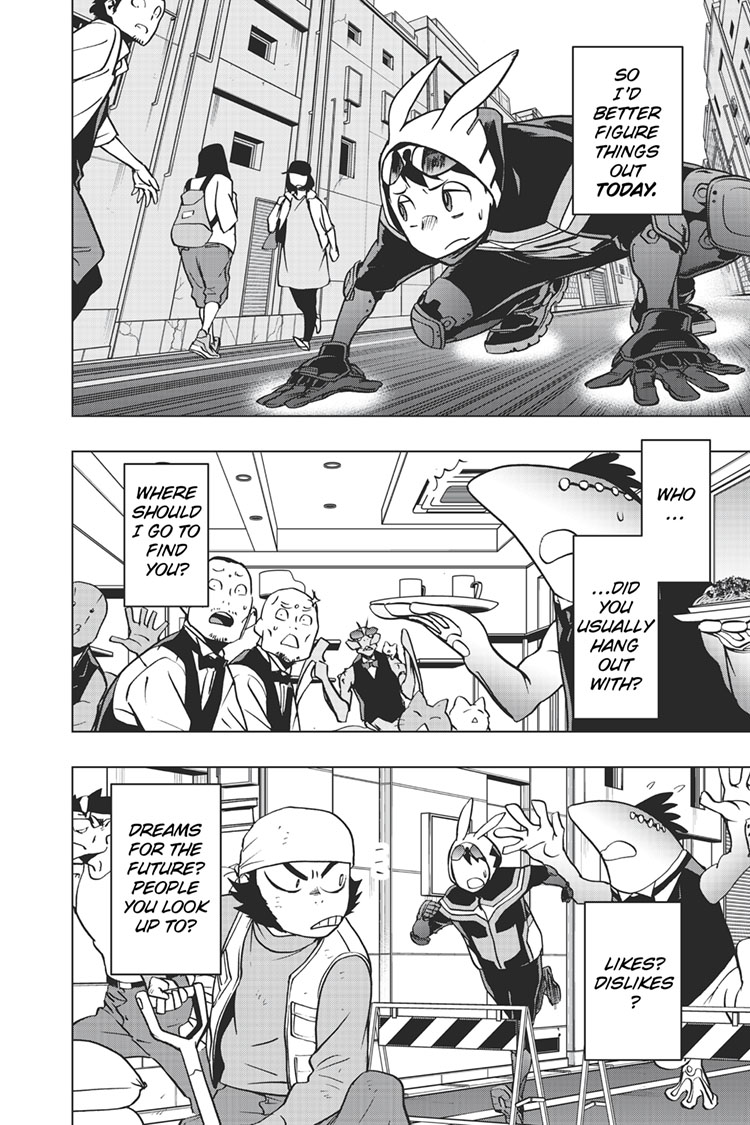 SO
I'D
BETTER
FIGURE
THINGS
OUT
TODAY.
WHO
...
...DID
YOU
USUALLY
HANG
OUT
WITH?
WHERE
SHOULD
I GO TO
FIND
YOU?
LIKES?
DISLIKES
?
DREAMS
FOR THE
FUTURE?
PEOPLE
YOU LOOK
UP TO?